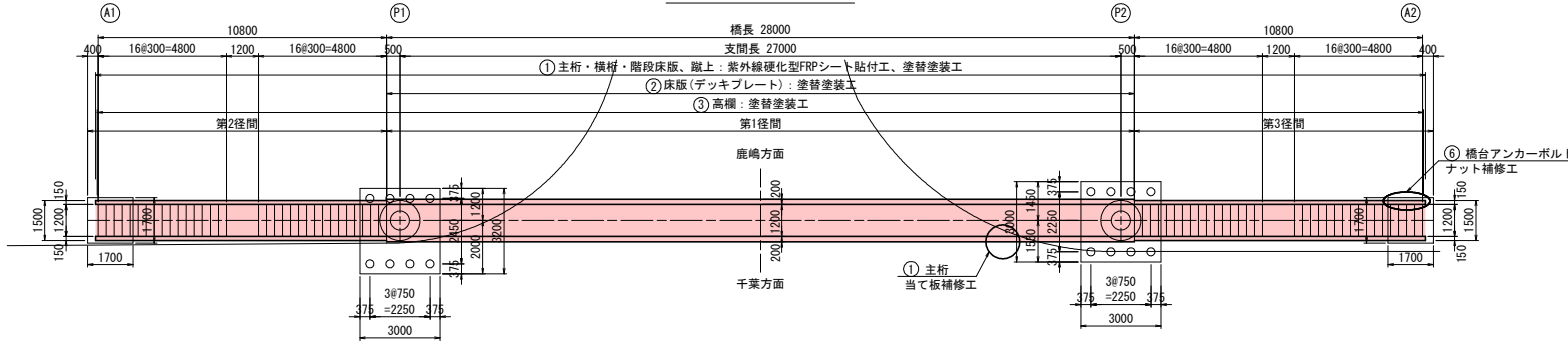 A1
P1
P2
A2
10800
橋長 28000
10800
400
16@300=4800
1200
16@300=4800
500
支間長 27000
500
16@300=4800
1200
16@300=4800
400
① 主桁・横桁・階段床版、蹴上：紫外線硬化型FRPシート貼付工、塗替塗装工
② 床版(デッキプレート)：塗替塗装工
③ 高欄：塗替塗装工
第2径間
第1径間
第3径間
鹿嶋方面
⑥ 橋台アンカーボルト
ナット補修工
150
1200
1500
150
1700
1700
375
1200
2450
2000
3200
375
200
1200
200
375
1450
2250
3000
1550
375
1700
150
1200
1500
150
1700
① 主桁
当て板補修工
千葉方面
3@750
375
=2250
375
3000
3@750
375
=2250
375
3000